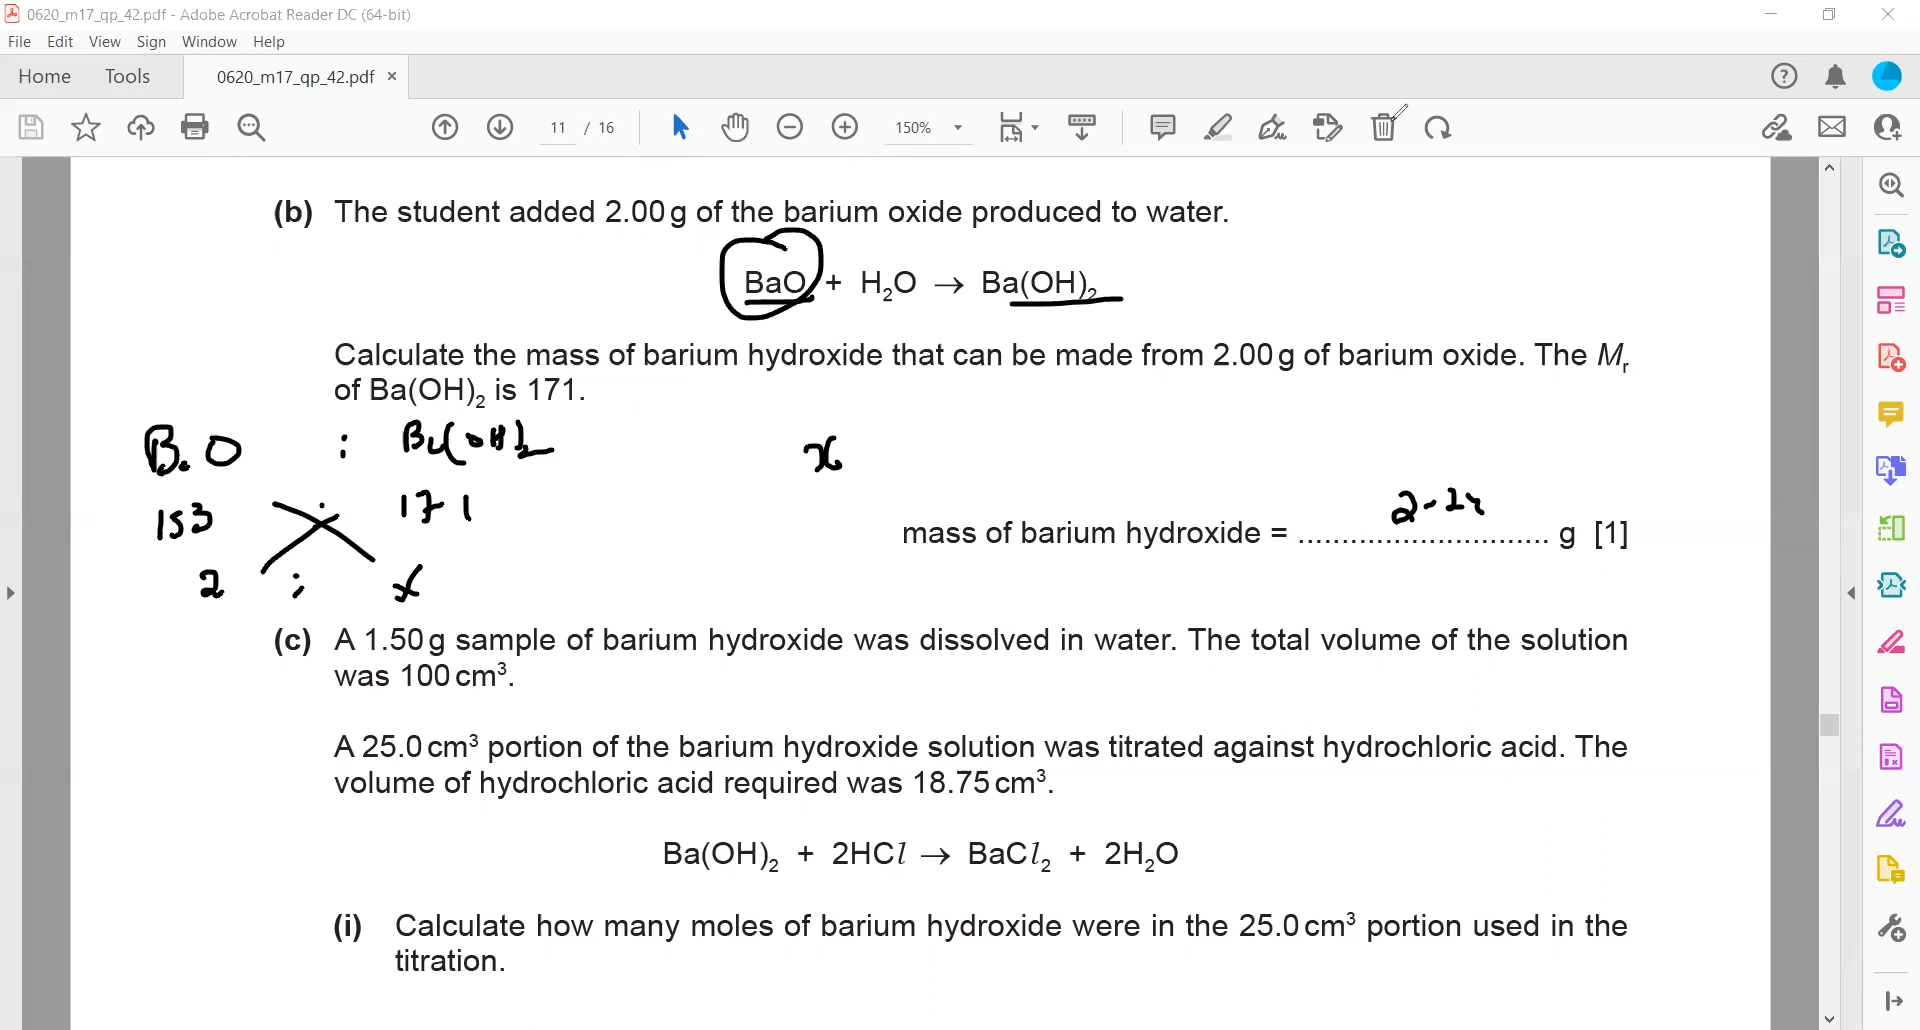 0620_m17_qp_42.pdf - Adobe Acrobat Reader DC (64-bit)
File Edit View Sign Window Help
Home Tools 0620_m17_qp_42.pdf ×
11 / 16 150%
(b) The student added 2.00 g of the barium oxide produced to water.
BaO + H₂O → Ba(OH)₂
Calculate the mass of barium hydroxide that can be made from 2.00 g of barium oxide. The Mᵣ
of Ba(OH)₂ is 171.
BaO : Ba(OH)₂ x
153 : 171
2.24
mass of barium hydroxide = ............................ g [1]
2 : x
(c) A 1.50 g sample of barium hydroxide was dissolved in water. The total volume of the solution
was 100 cm³.
A 25.0 cm³ portion of the barium hydroxide solution was titrated against hydrochloric acid. The
volume of hydrochloric acid required was 18.75 cm³.
Ba(OH)₂ + 2HCl → BaCl₂ + 2H₂O
(i) Calculate how many moles of barium hydroxide were in the 25.0 cm³ portion used in the
titration.